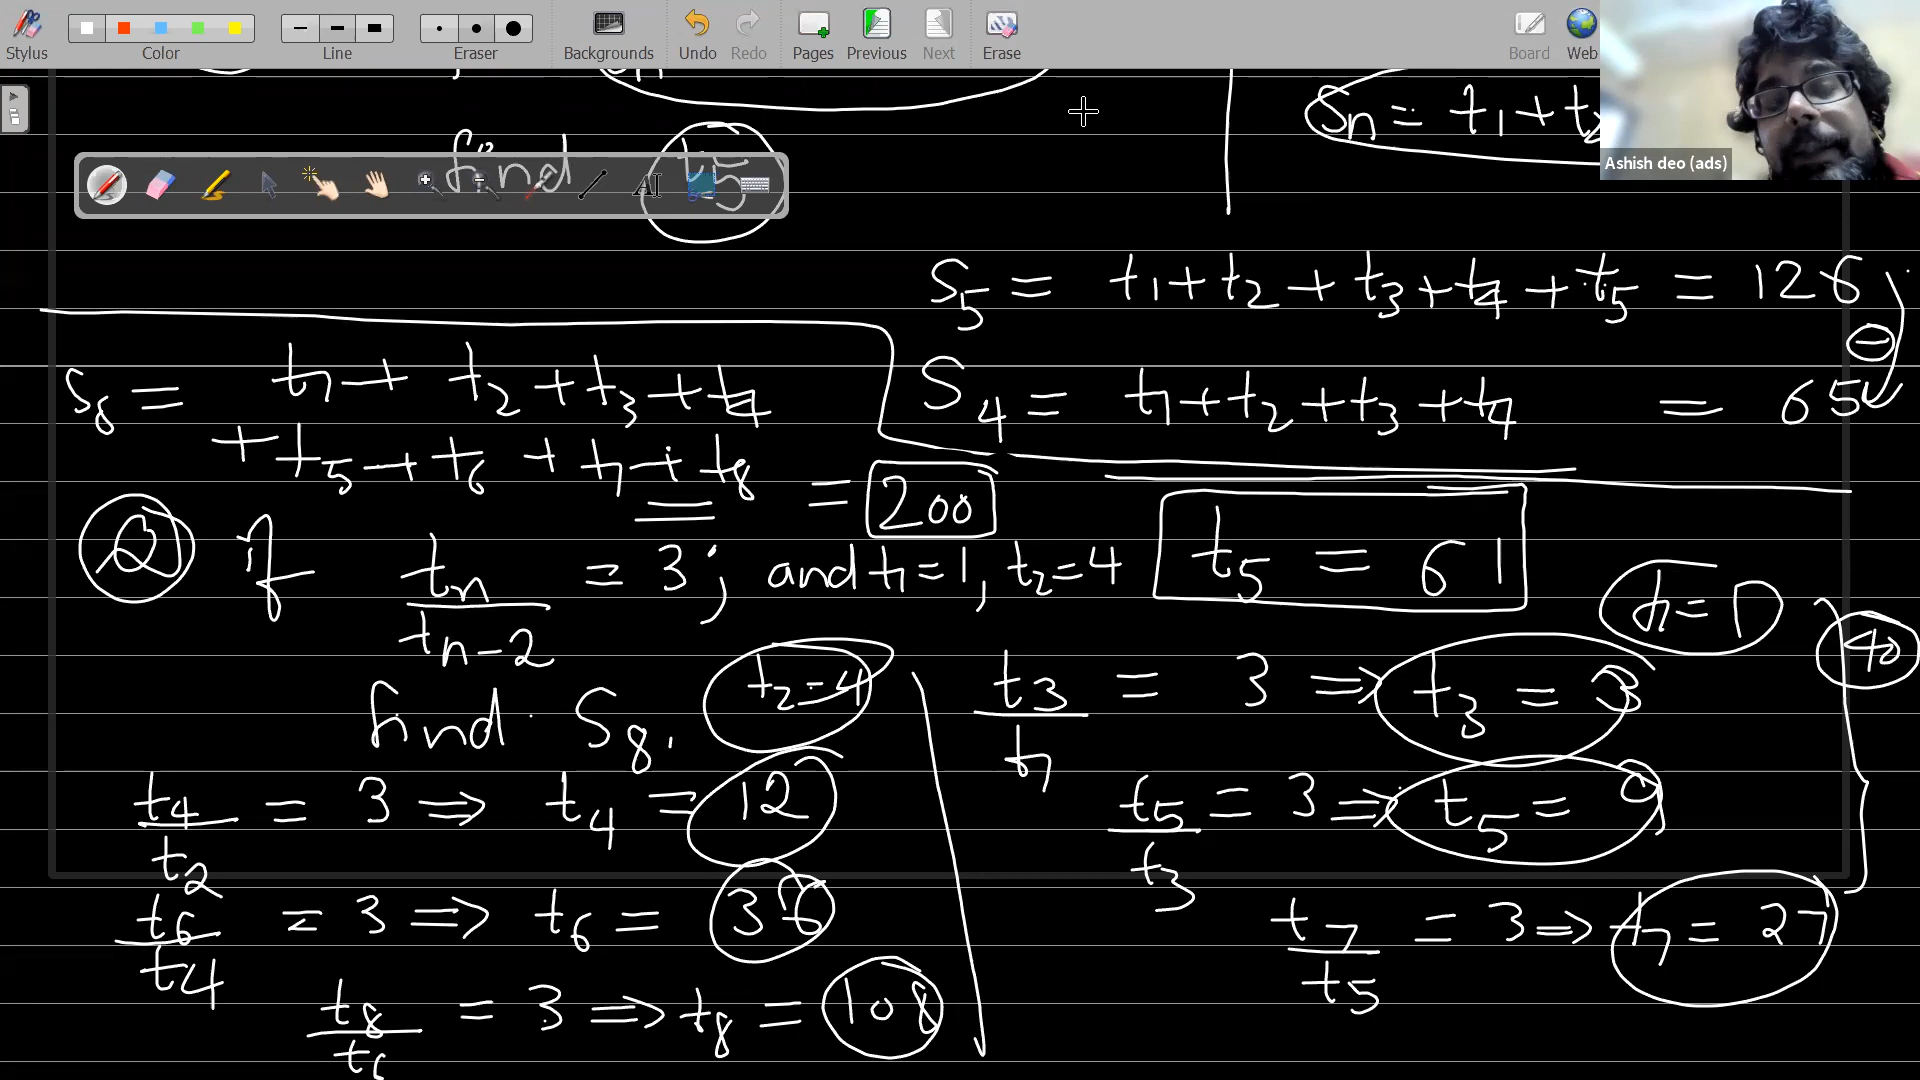 Stylus Color Line Eraser Backgrounds Undo Redo Pages Previous Next Erase Board Web
Sn = t1 + t2
Ashish deo (ads)
find t5
S5 = t1 + t2 + t3 + t4 + t5 = 126
S4 = t1 + t2 + t3 + t4 = 65
t5 = 61
S8 = t1 + t2 + t3 + t4
+ t5 + t6 + t7 + t8 = 200
Q If tn/tn-2 = 3; and t1 = 1, t2 = 4
find S8.
t2 = 4
t4/t2 = 3 ⇒ t4 = 12
t6/t4 = 3 ⇒ t6 = 36
t8/t6 = 3 ⇒ t8 = 108
t1 = 1
40
t3/t1 = 3 ⇒ t3 = 3
t5/t3 = 3 ⇒ t5 = 9
t7/t5 = 3 ⇒ t7 = 27